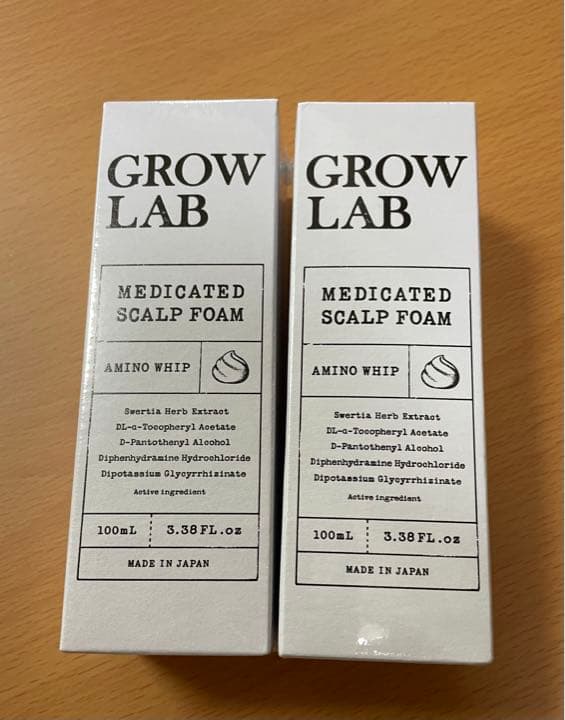 GROW
LAB
MEDICATED
SCALP FOAM
AMINO WHIP
Swertia Herb Extract
DL-α-Tocopheryl Acetate
D-Pantothenyl Alcohol
Diphenhydramine Hydrochloride
Dipotassium Glycyrrhizinate
Active ingredient
100mL 3.38FL.oz
MADE IN JAPAN
GROW
LAB
MEDICATED
SCALP FOAM
AMINO WHIP
Swertia Herb Extract
DL-α-Tocopheryl Acetate
D-Pantothenyl Alcohol
Diphenhydramine Hydrochloride
Dipotassium Glycyrrhizinate
Active ingredient
100mL 3.38FL.oz
MADE IN JAPAN